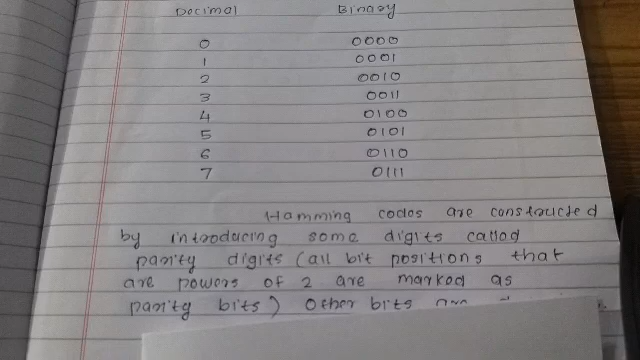 Decimal Binary
0 0000
1 0001
2 0010
3 0011
4 0100
5 0101
6 0110
7 0111
Hamming codes are constructed
by introducing some digits called
parity digits (all bit positions that
are powers of 2 are marked as
parity bits) Other bits are